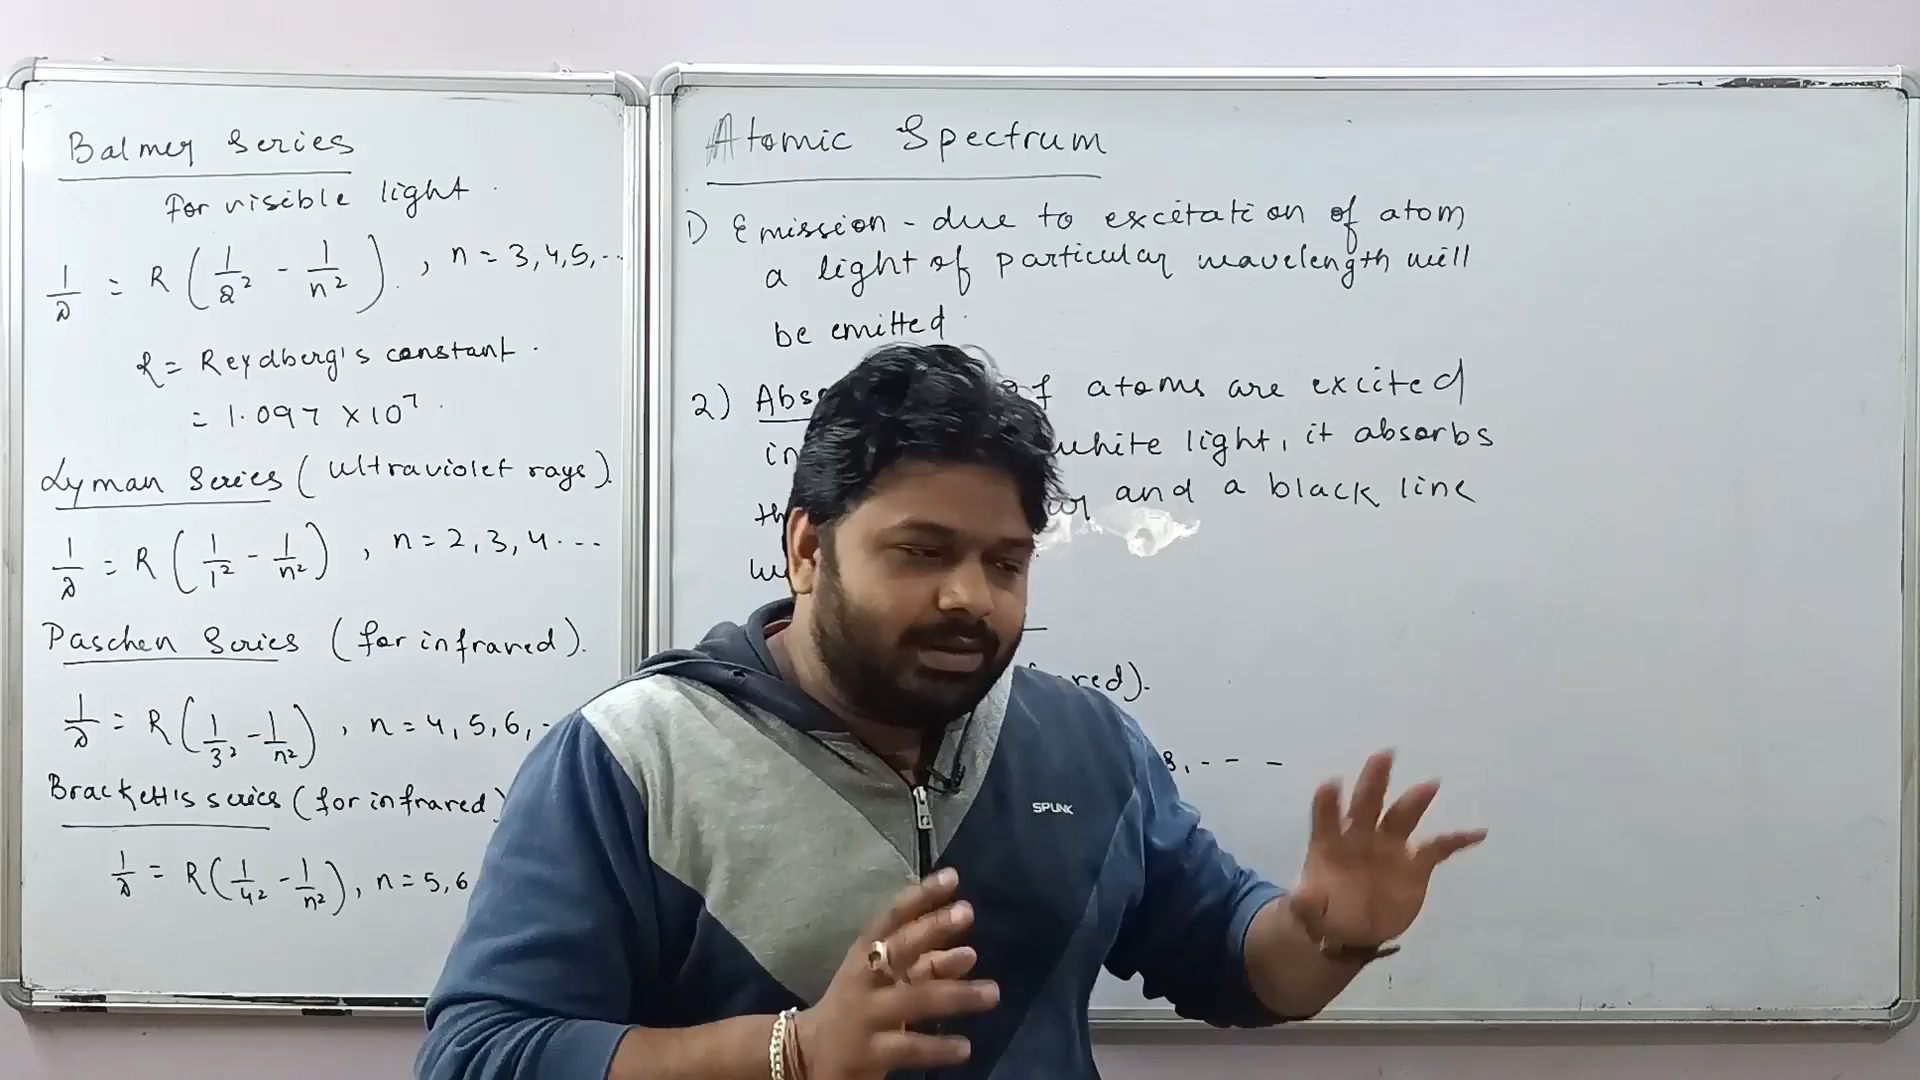 Balmer Series
For visible light
1/λ = R (1/2² - 1/n²), n = 3,4,5,..
R = Reydberg's constant.
= 1.097 × 10⁷.
Lyman Series (Ultraviolet rays).
1/λ = R (1/1² - 1/n²), n = 2, 3, 4 ...
Paschen Series (for infrared).
1/λ = R (1/3² - 1/n²), n = 4, 5, 6, -
Brackett's series (for infrared)
1/λ = R (1/4² - 1/n²), n = 5, 6
Atomic Spectrum
1) Emission - due to excitation of atom
a light of particular wavelength will
be emitted.
2) Abs f atoms are excited
in white light, it absorbs
th and a black line
red).
8, - - -
SPUNK